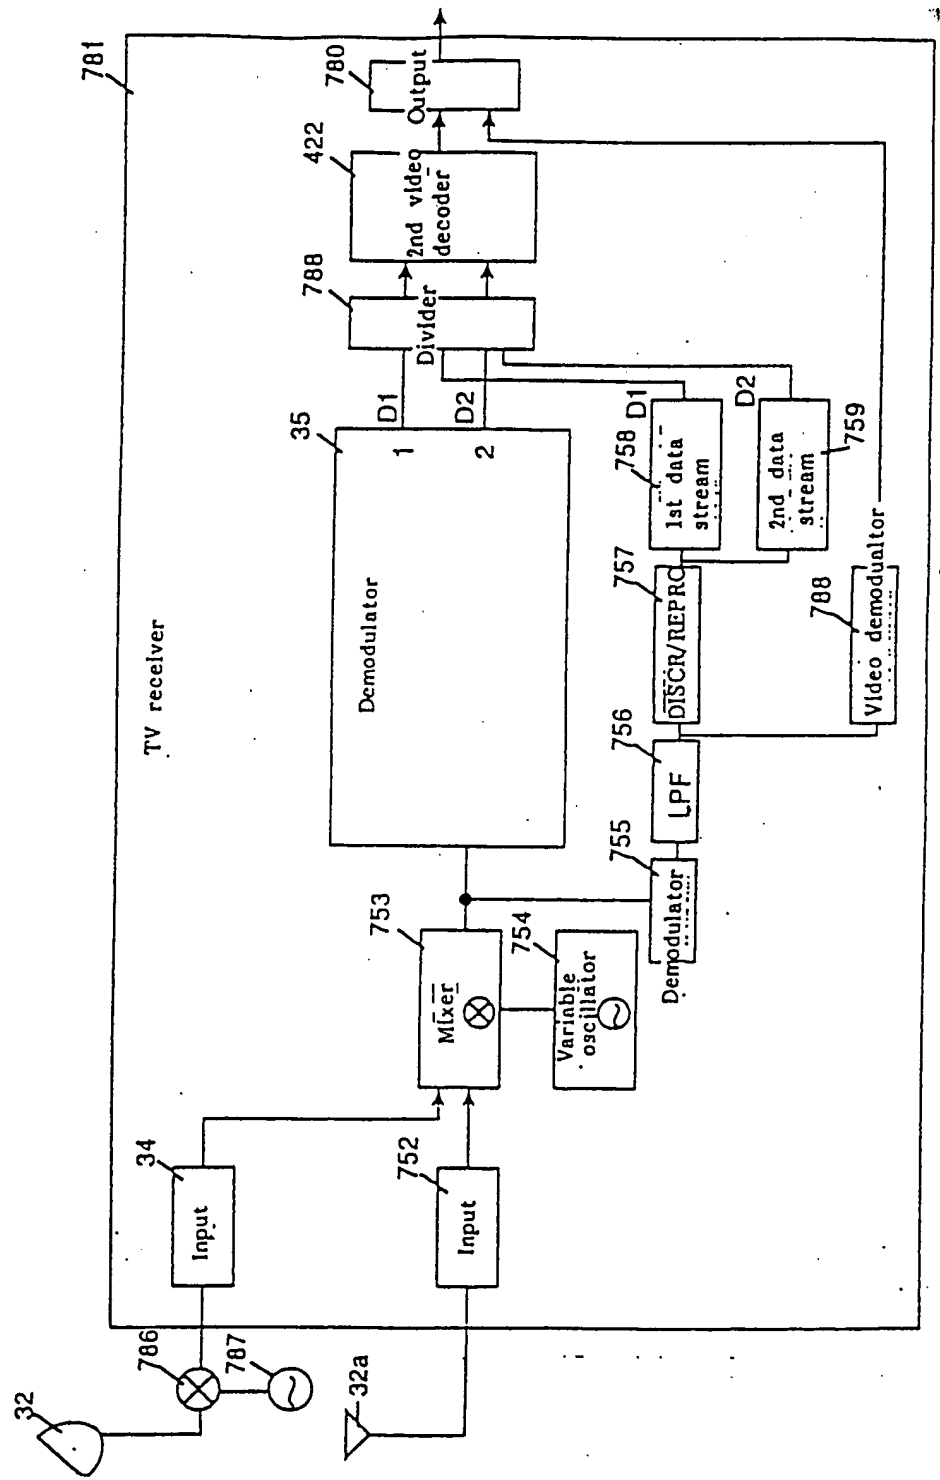 781
TV receiver
32
786
787
32a
34
Input
752
Input
753
Mixer
754
Varinble
oscillator
35
Demodulator
1
2
D1
D2
788
Divider
422
2nd video
decoder
780
Output
755
Demodulator
756
LPF
757
DISCR/REPRO
758
1st data
stream
D1
759
2nd data
stream
D2
788
Video demodualtor